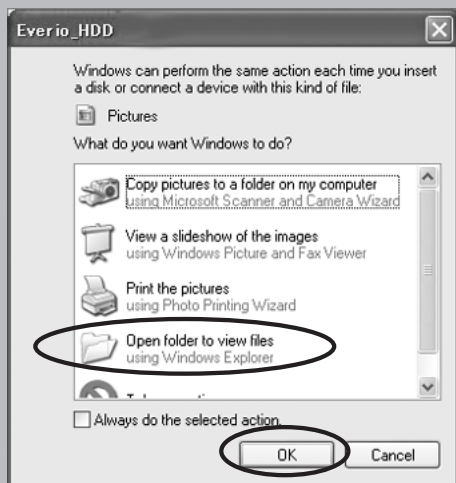 Everio_HDD
Windows can perform the same action each time you insert
a disk or connect a device with this kind of file:
Pictures
What do you want Windows to do?
Copy pictures to a folder on my computer
using Microsoft Scanner and Camera Wizard
View a slideshow of the images
using Windows Picture and Fax Viewer
Print the pictures
using Photo Printing Wizard
Open folder to view files
using Windows Explorer
Always do the selected action.
OK
Cancel